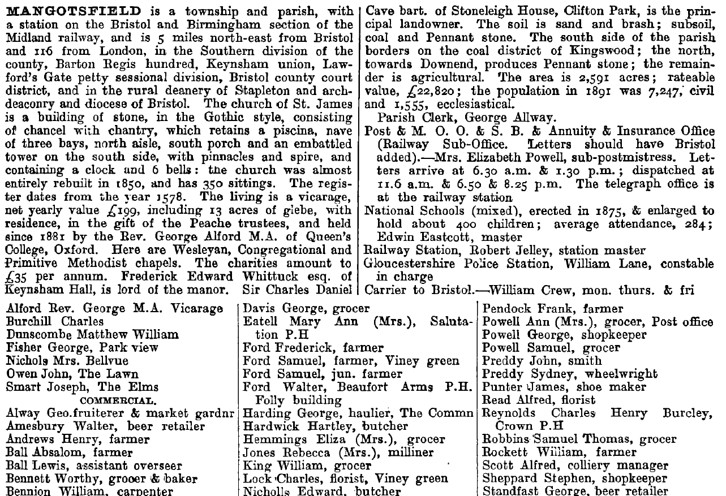 MANGOTSFIELD is a township and parish, with
a station on the Bristol and Birmingham section of the
Midland railway, and is 5 miles north-east from Bristol
and 116 from London, in the Southern division of the
county, Barton Regis hundred, Keynsham union, Law-
ford's Gate petty sessional division, Bristol county court
district, and in the rural deanery of Stapleton and arch-
deaconry and diocese of Bristol. The church of St. James
is a building of stone, in the Gothic style, consisting
of chancel with chantry, which retains a piscina, nave
of three bays, north aisle, south porch and an embattled
tower on the south side, with pinnacles and spire, and
containing a clock and 6 bells: the church was almost
entirely rebuilt in 1850, and has 350 sittings. The regis-
ter dates from the year 1578. The living is a vicarage,
net yearly value £199, including 13 acres of glebe, with
residence, in the gift of the Peache trustees, and held
since 1881 by the Rev. George Alford M.A. of Queen's
College, Oxford. Here are Wesleyan, Congregational and
Primitive Methodist chapels. The charities amount to
£35 per annum. Frederick Edward Whittuck esq. of
Keynsham Hall, is lord of the manor. Sir Charles Daniel
Cave bart. of Stoneleigh House, Clifton Park, is the prin-
cipal landowner. The soil is sand and brash; subsoil,
coal and Pennant stone. The south side of the parish
borders on the coal district of Kingswood; the north,
towards Downend, produces Pennant stone; the remain-
der is agricultural. The area is 2,591 acres; rateable
value, £22,820; the population in 1891 was 7,247, civil
and 1,555, ecclesiastical.
Parish Clerk, George Allway.
Post & M. O. O. & S. B. & Annuity & Insurance Office
(Railway Sub-Office. Letters should have Bristol
added).—Mrs. Elizabeth Powell, sub-postmistress. Let-
ters arrive at 6.30 a.m. & 1.30 p.m.; dispatched at
11.6 a.m. & 6.50 & 8.25 p.m. The telegraph office is
at the railway station
National Schools (mixed), erected in 1875, & enlarged to
hold about 400 children; average attendance, 284;
Edwin Eastcott, master
Railway Station, Robert Jelley, station master
Gloucestershire Police Station, William Lane, constable
in charge
Carrier to Bristol.—William Crew, mon. thurs. & fri
Alford Rev. George M.A. Vicarage
Burchill Charles
Dunscombe Matthew William
Fisher George, Park view
Nichols Mrs. Bellvue
Owen John, The Lawn
Smart Joseph, The Elms
COMMERCIAL.
Alway Geo.fruiterer & market gardnr
Amesbury Walter, beer retailer
Andrews Henry, farmer
Ball Absalom, farmer
Ball Lewis, assistant overseer
Bennett Worthy, grocer & baker
Bennion William, carpenter
Davis George, grocer
Eatell Mary Ann (Mrs.), Saluta-
tion P.H
Ford Frederick, farmer
Ford Samuel, farmer, Viney green
Ford Samuel, jun. farmer
Ford Walter, Beaufort Arms P.H.
Folly building
Harding George, haulier, The Commn
Hardwick Hartley, butcher
Hemmings Eliza (Mrs.), grocer
Jones Rebecca (Mrs.), milliner
King William, grocer
Lock Charles, florist, Viney green
Nicholls Edward, butcher
Pendock Frank, farmer
Powell Ann (Mrs.), grocer, Post office
Powell George, shopkeeper
Powell Samuel, grocer
Preddy John, smith
Preddy Sydney, wheelwright
Punter James, shoe maker
Read Alfred, florist
Reynolds Charles Henry Burcley,
Crown P.H
Robbins Samuel Thomas, grocer
Rockett William, farmer
Scott Alfred, colliery manager
Sheppard Stephen, shopkeeper
Standfast George, beer retailer